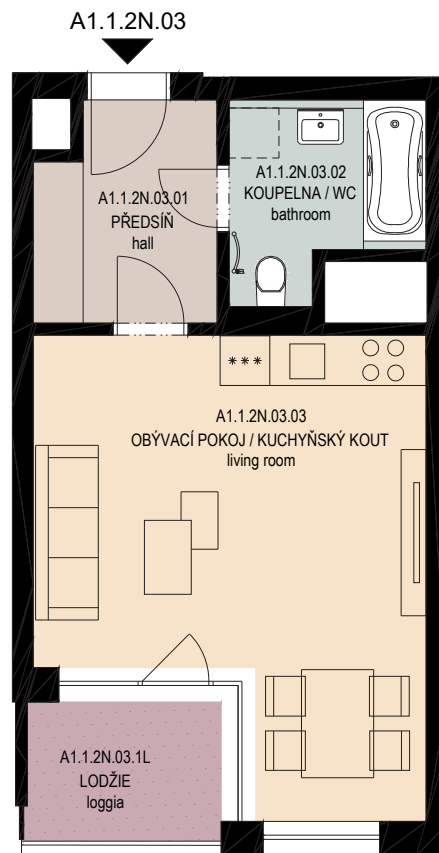 A1.1.2N.03
A1.1.2N.03.01
PŘEDSÍŇ
hall
A1.1.2N.03.02
KOUPELNA / WC
bathroom
***
A1.1.2N.03.03
OBÝVACÍ POKOJ / KUCHYŇSKÝ KOUT
living room
A1.1.2N.03.1L
LODŽIE
loggia